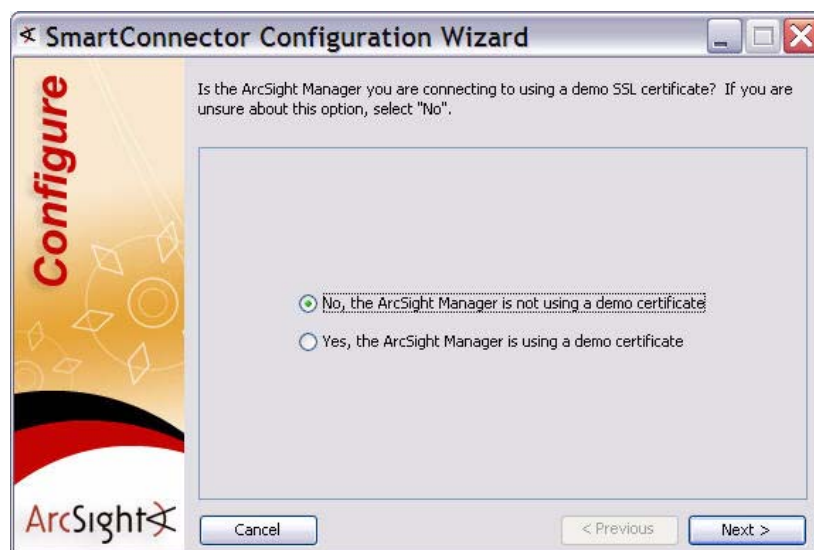 SmartConnector Configuration Wizard
Configure
Is the ArcSight Manager you are connecting to using a demo SSL certificate? If you are
unsure about this option, select "No".
No, the ArcSight Manager is not using a demo certificate
Yes, the ArcSight Manager is using a demo certificate
ArcSight
Cancel
< Previous
Next >